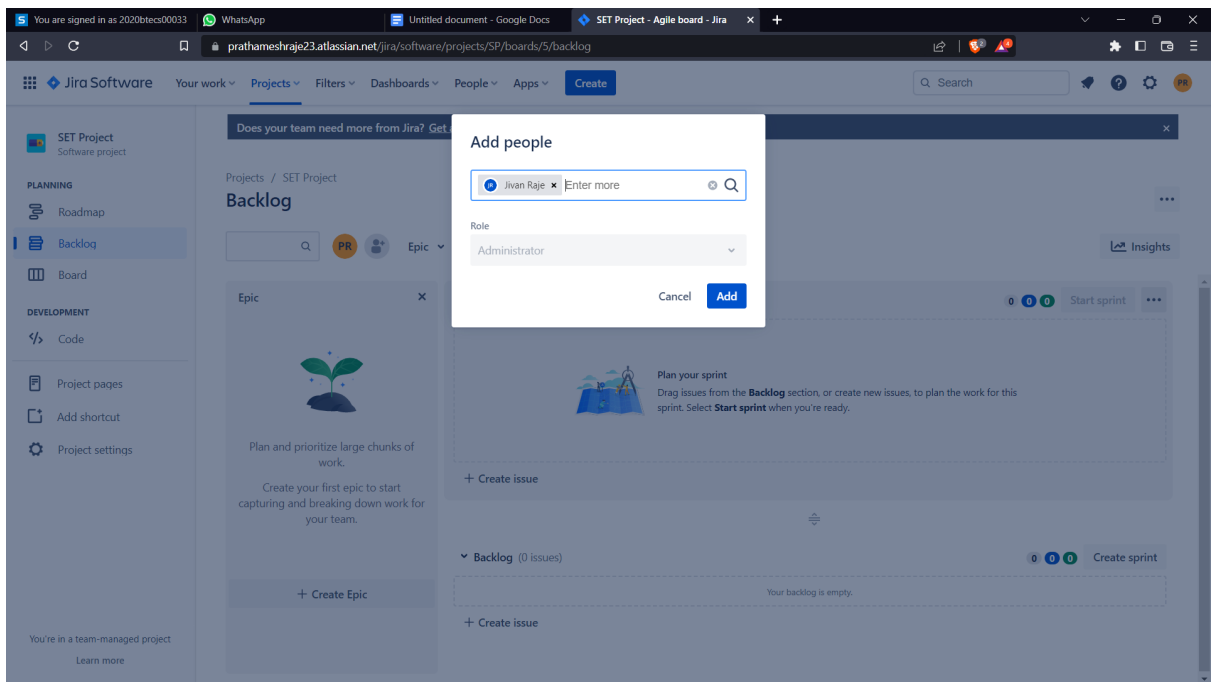 You are signed in as 2020btecs00033
WhatsApp
Untitled document - Google Docs
SET Project - Agile board - Jira
prathameshraje23.atlassian.net/jira/software/projects/SP/boards/5/backlog
Jira Software
Your work
Projects
Filters
Dashboards
People
Apps
Create
Search
PR
SET Project
Software project
PLANNING
Roadmap
Backlog
Board
DEVELOPMENT
Code
Project pages
Add shortcut
Project settings
You're in a team-managed project
Learn more
Does your team need more from Jira? Get
Projects / SET Project
Backlog
PR
Epic
Insights
Add people
JR Jivan Raje Enter more
Role
Administrator
Cancel
Add
Epic
Plan and prioritize large chunks of
work.
Create your first epic to start
capturing and breaking down work for
your team.
+ Create Epic
0 0 0 Start sprint
Plan your sprint
Drag issues from the Backlog section, or create new issues, to plan the work for this
sprint. Select Start sprint when you're ready.
+ Create issue
Backlog (0 issues)
0 0 0 Create sprint
Your backlog is empty.
+ Create issue